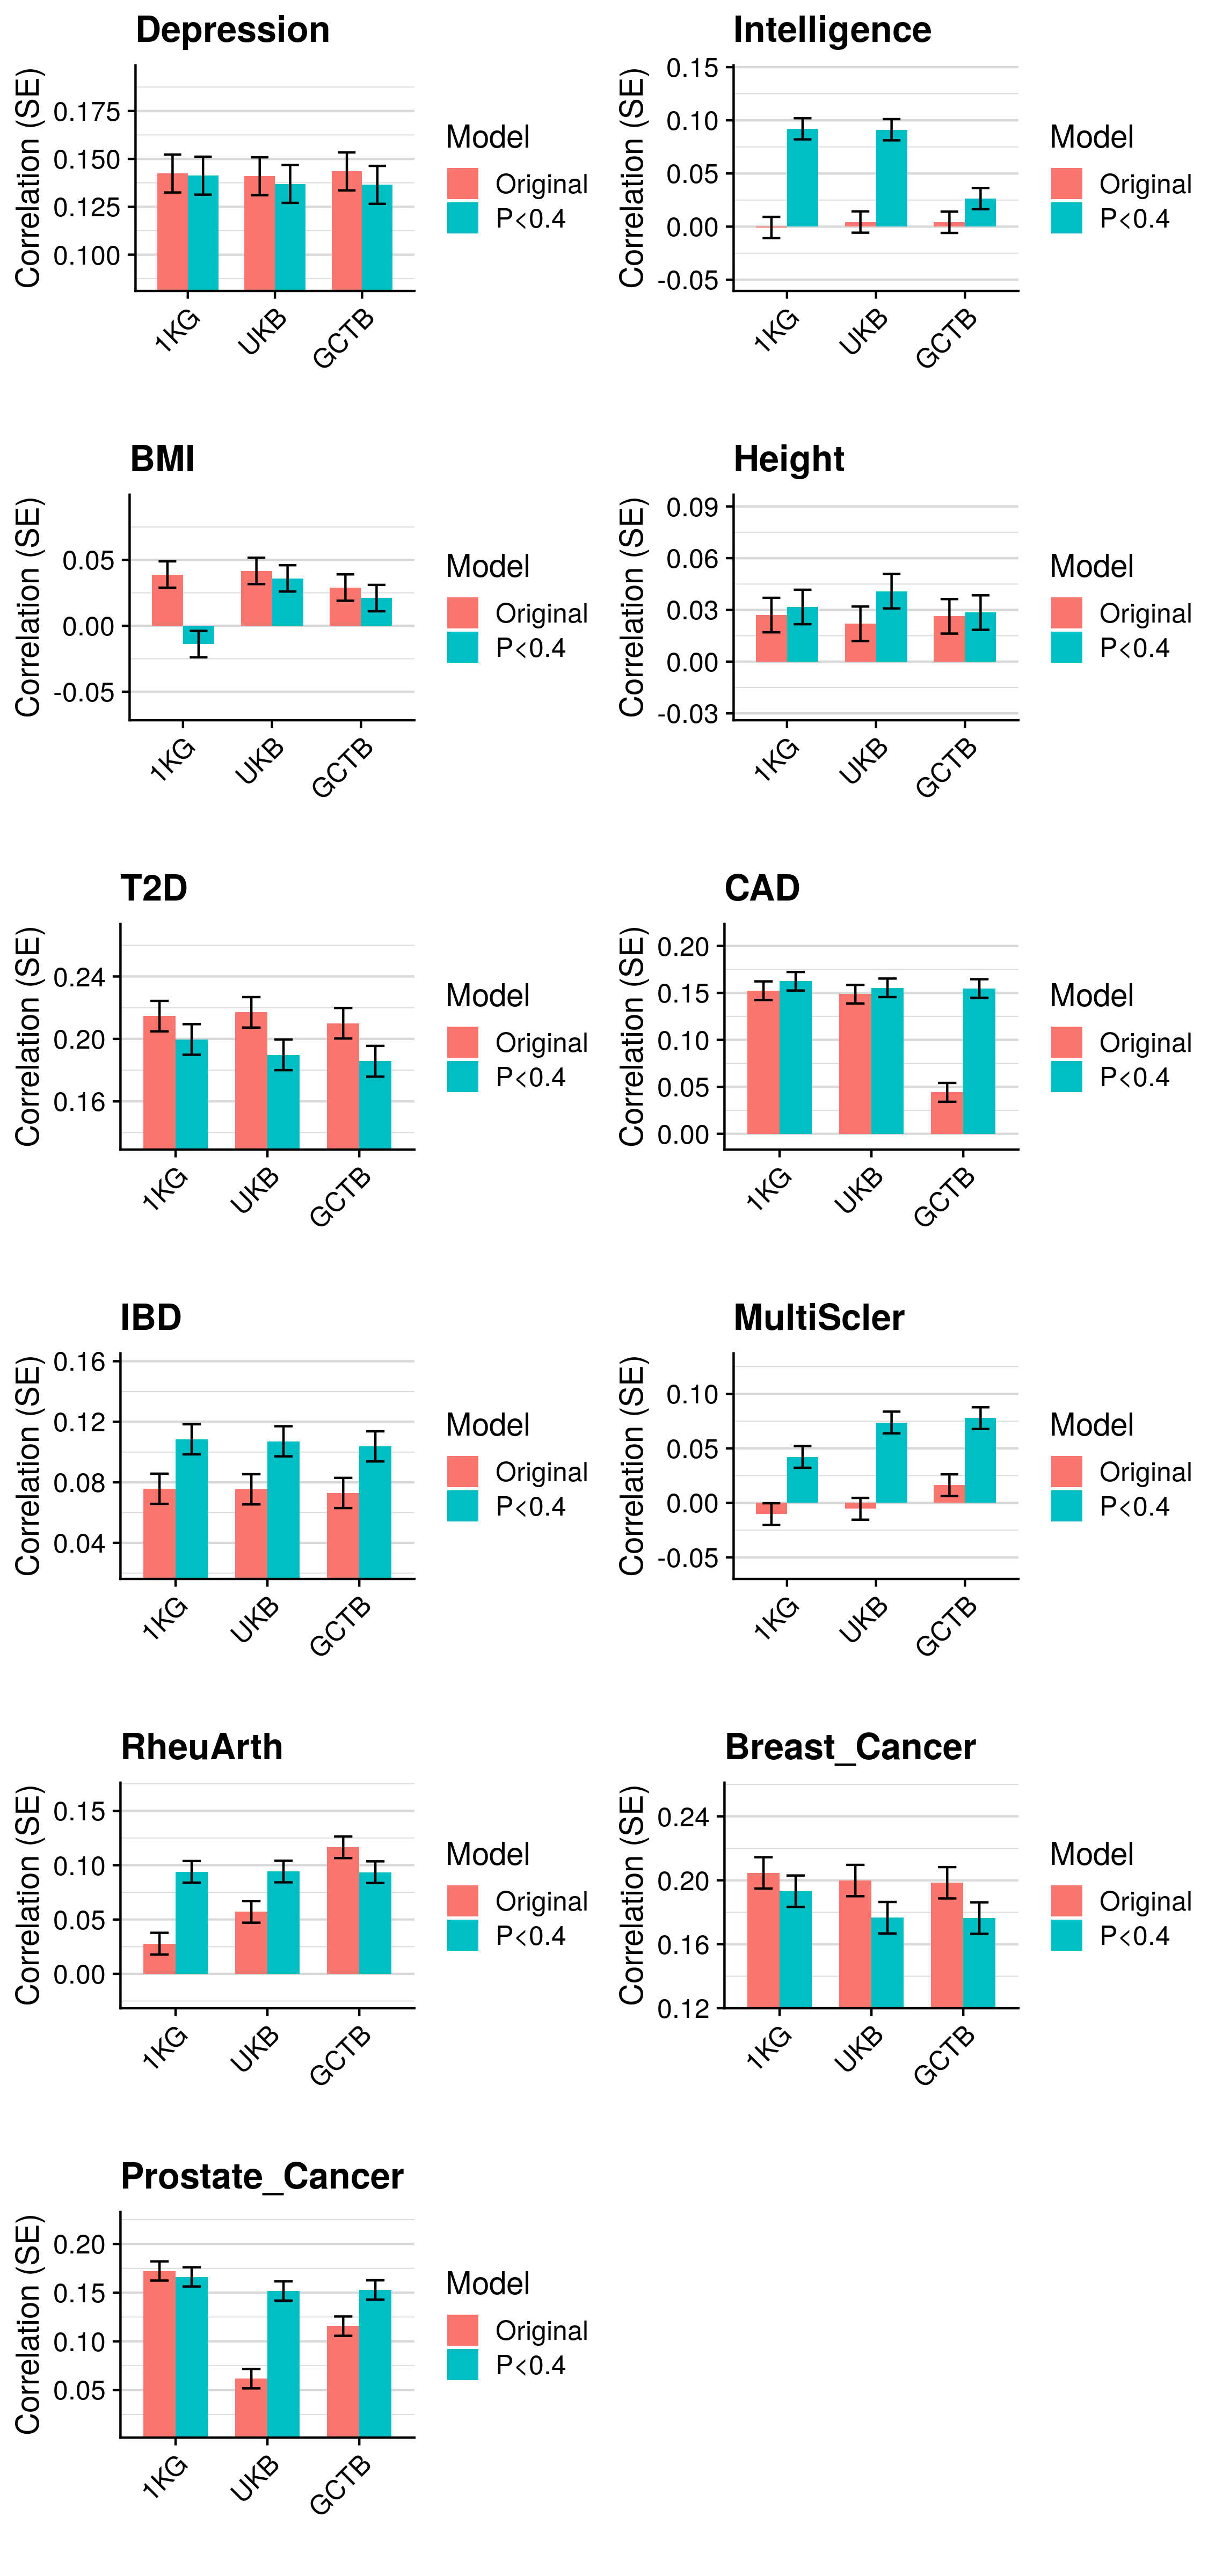 Depression
Correlation (SE)
0.175
0.150
0.125
0.100
1KG
UKB
GCTB
Model
Original
P<0.4
Intelligence
Correlation (SE)
0.15
0.10
0.05
0.00
-0.05
1KG
UKB
GCTB
Model
Original
P<0.4
BMI
Correlation (SE)
0.05
0.00
-0.05
1KG
UKB
GCTB
Model
Original
P<0.4
Height
Correlation (SE)
0.09
0.06
0.03
0.00
-0.03
1KG
UKB
GCTB
Model
Original
P<0.4
T2D
Correlation (SE)
0.24
0.20
0.16
1KG
UKB
GCTB
Model
Original
P<0.4
CAD
Correlation (SE)
0.20
0.15
0.10
0.05
0.00
1KG
UKB
GCTB
Model
Original
P<0.4
IBD
Correlation (SE)
0.16
0.12
0.08
0.04
1KG
UKB
GCTB
Model
Original
P<0.4
MultiScler
Correlation (SE)
0.10
0.05
0.00
-0.05
1KG
UKB
GCTB
Model
Original
P<0.4
RheuArth
Correlation (SE)
0.15
0.10
0.05
0.00
1KG
UKB
GCTB
Model
Original
P<0.4
Breast_Cancer
Correlation (SE)
0.24
0.20
0.16
0.12
1KG
UKB
GCTB
Model
Original
P<0.4
Prostate_Cancer
Correlation (SE)
0.20
0.15
0.10
0.05
1KG
UKB
GCTB
Model
Original
P<0.4